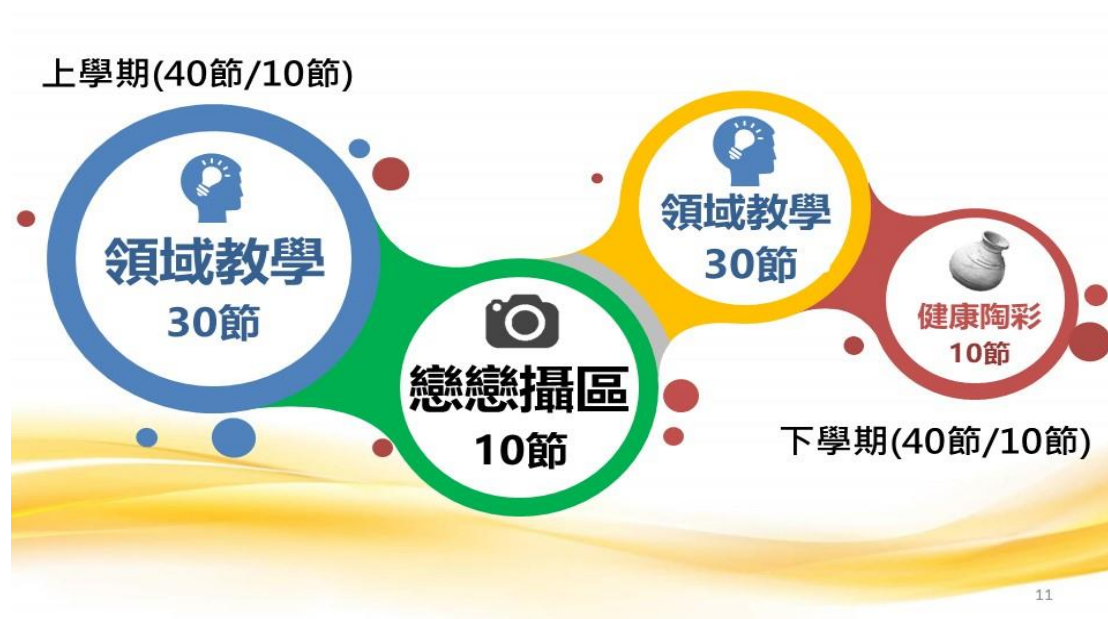 上學期(40節/10節)
領域教學
30節
戀戀攝區
10節
領域教學
30節
健康陶彩
10節
下學期(40節/10節)
11